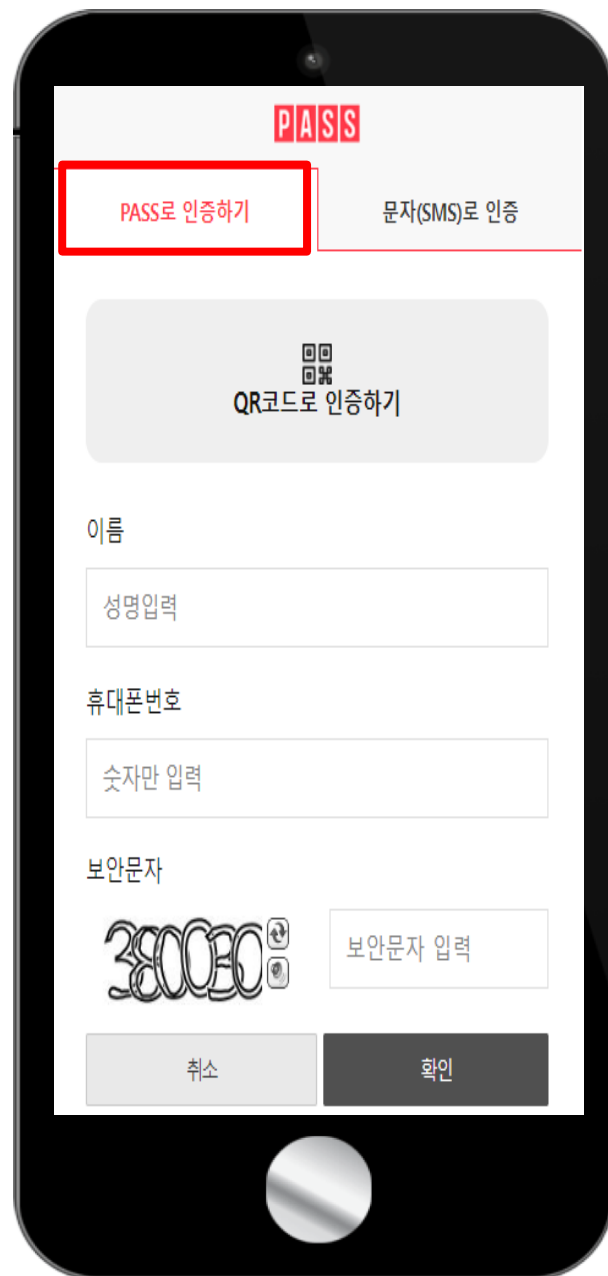 PASS
PASS로 인증하기
문자(SMS)로 인증
QR코드로 인증하기
이름
성명입력
휴대폰번호
숫자만 입력
보안문자
380030
보안문자 입력
취소
확인